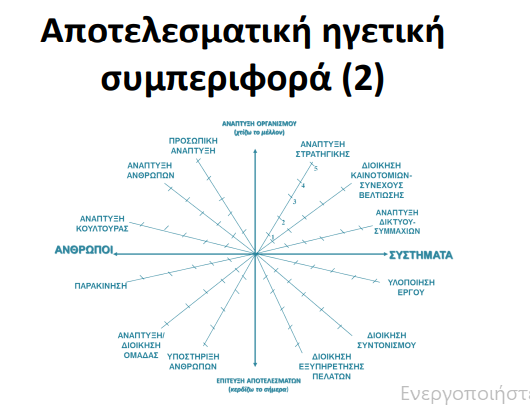 Αποτελεσματική ηγετική
συμπεριφορά (2)
ΑΝΑΠΤΥΞΗ ΟΡΓΑΝΙΣΜΟΥ
(χτίζω το μέλλον)
ΠΡΟΣΩΠΙΚΗ
ΑΝΑΠΤΥΞΗ
ΑΝΑΠΤΥΞΗ
ΣΤΡΑΤΗΓΙΚΗΣ
ΑΝΑΠΤΥΞΗ
ΑΝΘΡΩΠΩΝ
5
4
3
2
1
ΔΙΟΙΚΗΣΗ
ΚΑΙΝΟΤΟΜΙΩΝ-
ΣΥΝΕΧΟΥΣ
ΒΕΛΤΙΩΣΗΣ
ΑΝΑΠΤΥΞΗ
ΚΟΥΛΤΟΥΡΑΣ
ΑΝΑΠΤΥΞΗ
ΔΙΚΤΥΟΥ-
ΣΥΜΜΑΧΙΩΝ
ΑΝΘΡΩΠΟΙ
ΣΥΣΤΗΜΑΤΑ
ΠΑΡΑΚΙΝΗΣΗ
ΥΛΟΠΟΙΗΣΗ
ΕΡΓΟΥ
ΑΝΑΠΤΥΞΗ/
ΔΙΟΙΚΗΣΗ
ΟΜΑΔΑΣ
ΔΙΟΙΚΗΣΗ
ΣΥΝΤΟΝΙΣΜΟΥ
ΥΠΟΣΤΗΡΙΞΗ
ΑΝΘΡΩΠΩΝ
ΔΙΟΙΚΗΣΗ
ΕΞΥΠΗΡΕΤΗΣΗΣ
ΠΕΛΑΤΩΝ
ΕΠΙΤΕΥΞΗ ΑΠΟΤΕΛΕΣΜΑΤΩΝ
(κερδίζω το σήμερα)
Ενεργοποιήστε